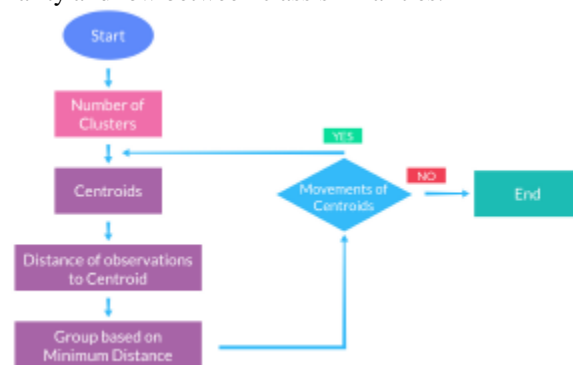 Start
Number of
Clusters
YES
Centroids
Movements of
Centroids
NO
End
Distance of observations
to Centroid
Group based on
Minimum Distance